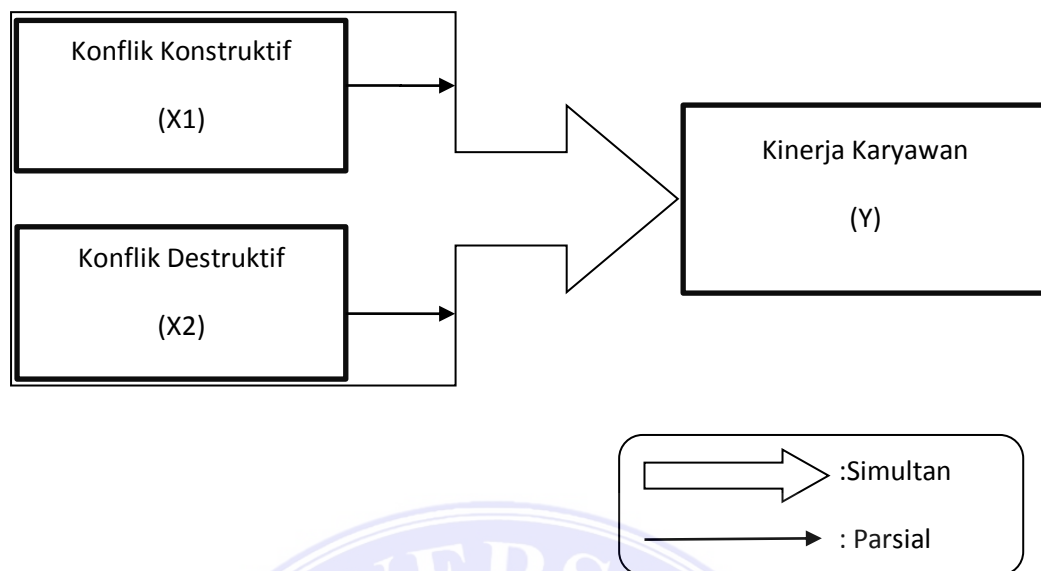 Konflik Konstruktif
(X1)
Kinerja Karyawan
(Y)
Konflik Destruktif
(X2)
:Simultan
: Parsial